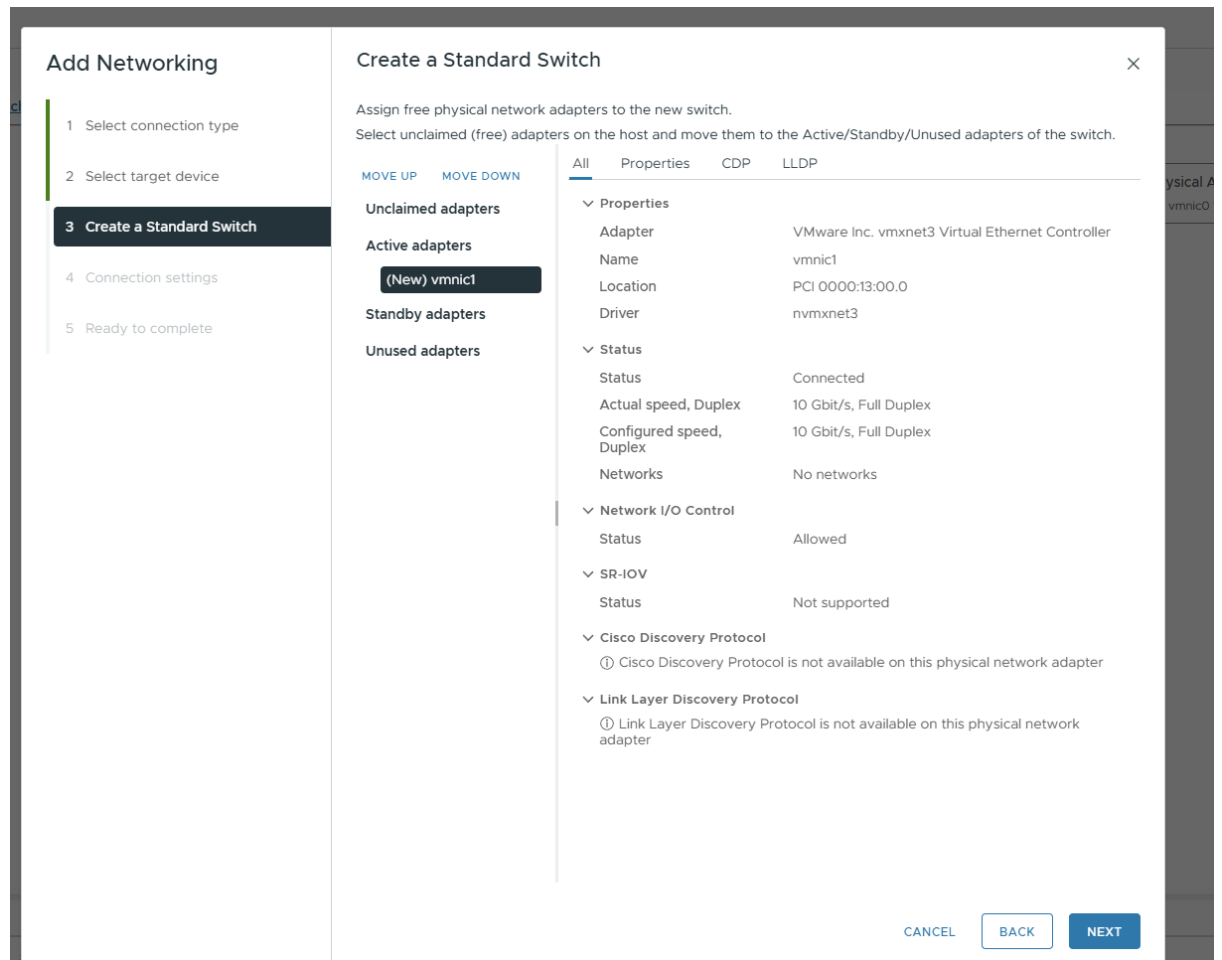 Add Networking
1 Select connection type
2 Select target device
3 Create a Standard Switch
4 Connection settings
5 Ready to complete
Create a Standard Switch
Assign free physical network adapters to the new switch.
Select unclaimed (free) adapters on the host and move them to the Active/Standby/Unused adapters of the switch.
MOVE UP MOVE DOWN
Unclaimed adapters
Active adapters
(New) vmnic1
Standby adapters
Unused adapters
All Properties CDP LLDP
Properties
Adapter VMware Inc. vmxnet3 Virtual Ethernet Controller
Name vmnic1
Location PCI 0000:13:00.0
Driver nvmxnet3
Status
Status Connected
Actual speed, Duplex 10 Gbit/s, Full Duplex
Configured speed, 10 Gbit/s, Full Duplex
Duplex
Networks No networks
Network I/O Control
Status Allowed
SR-IOV
Status Not supported
Cisco Discovery Protocol
Cisco Discovery Protocol is not available on this physical network adapter
Link Layer Discovery Protocol
Link Layer Discovery Protocol is not available on this physical network
adapter
CANCEL BACK NEXT
ysical A
vmnic0